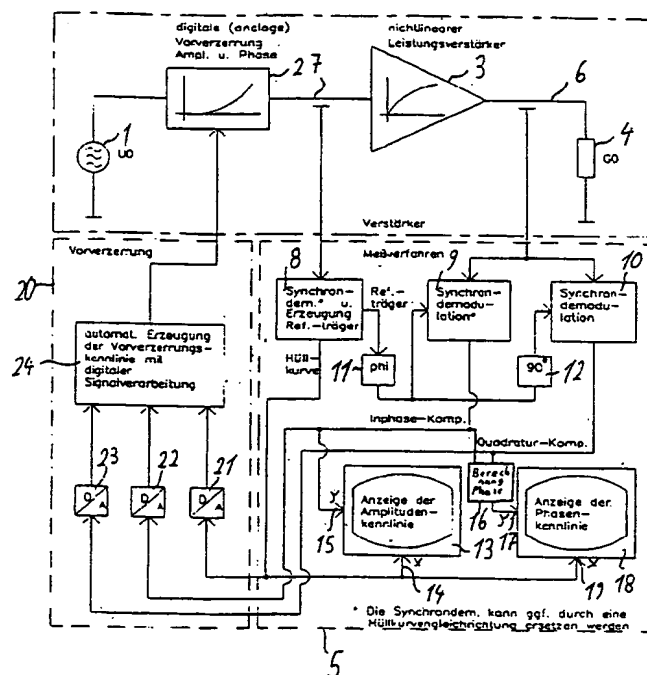 digitale (analoge)
Vorverzerrung
Ampl. u. Phase
nichtlinearer
Leistungsverstärker
2
7
3
6
1
U0
4
G0
Verstärker
Vorverzerrung
Meßverfahren
20
8
Synchron-
dem.* u.
Erzeugung
Ref.-träger
Ref.-
träger
9
Synchron-
demodulation*
10
Synchron-
demodulation
24
automat. Erzeugung
der Vorverzerrungs-
kennlinie mit
digitaler
Signalverarbeitung
Hüll-
kurve
11
phi
90°
12
Inphase-Komp.
Quadratur-Komp.
23
22
21
D
A
D
A
D
A
Y
15
Anzeige der
Amplituden-
kennlinie
13
Berech
nung
Phase
16
Y
17
Anzeige der
Phasen-
kennlinie
18
X
14
19
X
* Die Synchrondem. kann ggf. durch eine
Hüllkurvengleichrichtung ersetzen werden
5